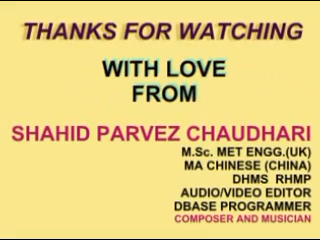 THANKS FOR WATCHING
WITH LOVE
FROM
SHAHID PARVEZ CHAUDHARI
M.Sc. MET ENGG.(UK)
MA CHINESE (CHINA)
DHMS RHMP
AUDIO/VIDEO EDITOR
DBASE PROGRAMMER
COMPOSER AND MUSICIAN